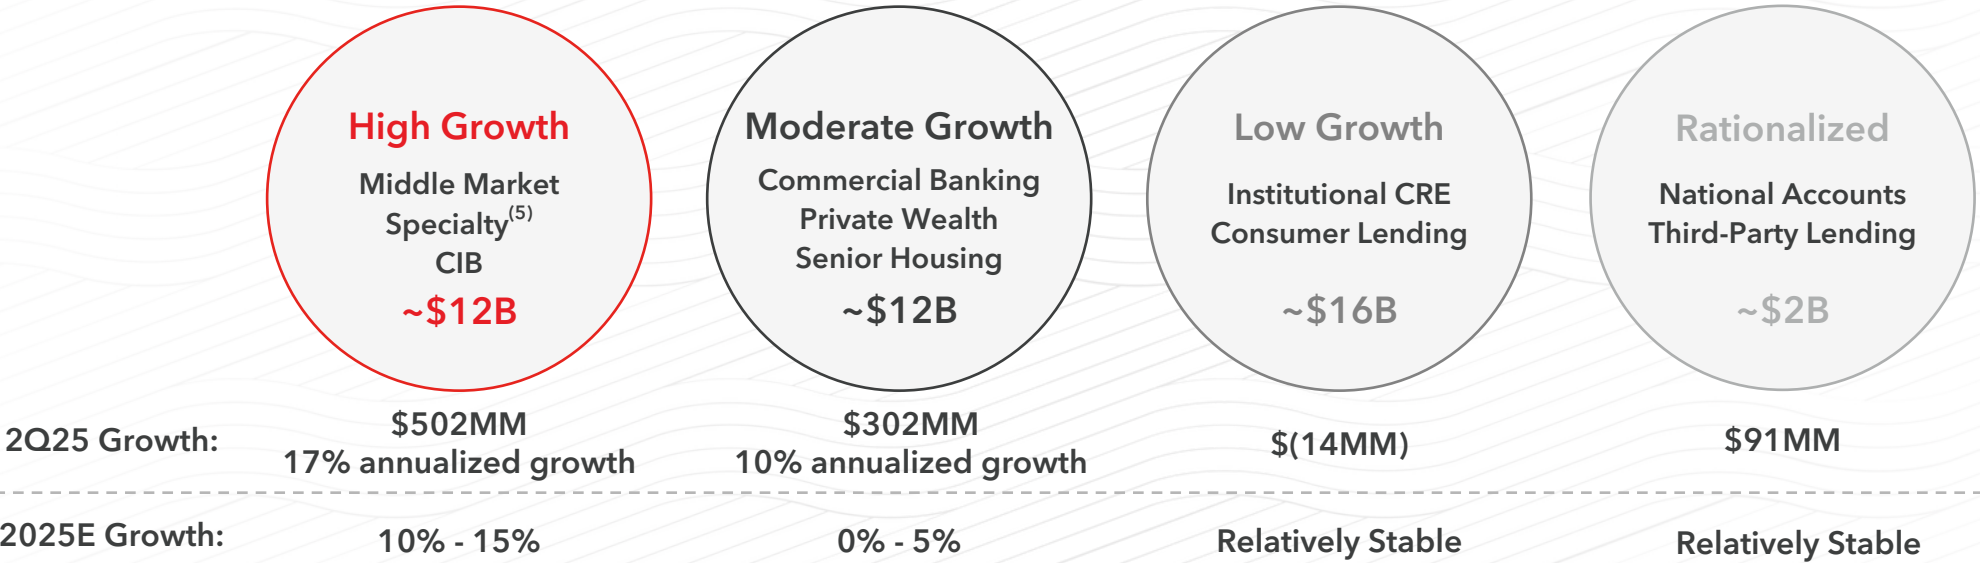 High Growth
Middle Market
Specialty(5)
CIB
~$12B
Moderate Growth
Commercial Banking
Private Wealth
Senior Housing
~$12B
Low Growth
Institutional CRE
Consumer Lending
~$16B
Rationalized
National Accounts
Third-Party Lending
~$2B
2Q25 Growth:
$502MM
17% annualized growth
$302MM
10% annualized growth
$(14MM)
$91MM
2025E Growth:
10% - 15%
0% - 5%
Relatively Stable
Relatively Stable